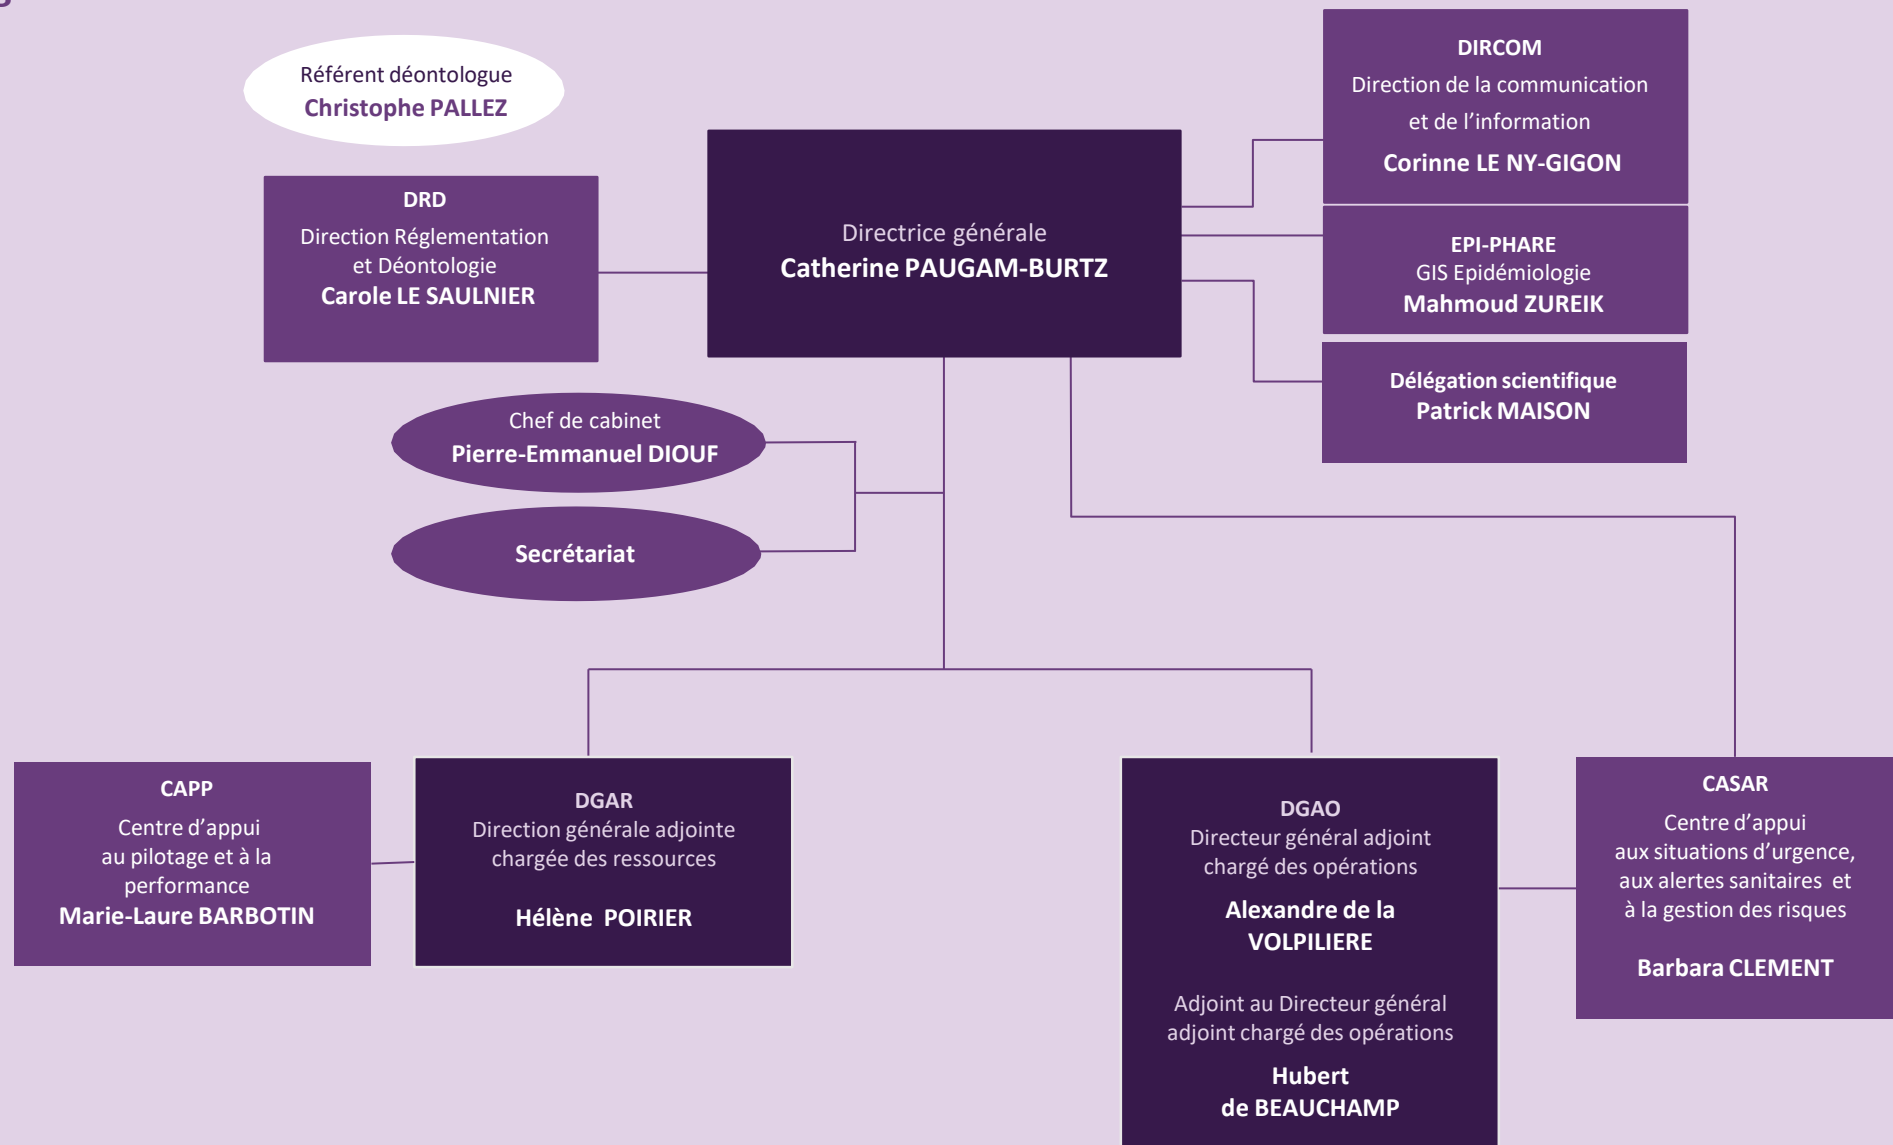 Référent déontologue
Christophe PALLEZ
DRD
Direction Réglementation
et Déontologie
Carole LE SAULNIER
Directrice générale
Catherine PAUGAM-BURTZ
DIRCOM
Direction de la communication
et de l’information
Corinne LE NY-GIGON
EPI-PHARE
GIS Epidémiologie
Mahmoud ZUREIK
Délégation scientifique
Patrick MAISON
Chef de cabinet
Pierre-Emmanuel DIOUF
Secrétariat
CAPP
Centre d’appui
au pilotage et à la
performance
Marie-Laure BARBOTIN
DGAR
Direction générale adjointe
chargée des ressources
Hélène POIRIER
DGAO
Directeur général adjoint
chargé des opérations
Alexandre de la
VOLPILIERE
Adjoint au Directeur général
adjoint chargé des opérations
Hubert
de BEAUCHAMP
CASAR
Centre d’appui
aux situations d’urgence,
aux alertes sanitaires et
à la gestion des risques
Barbara CLEMENT